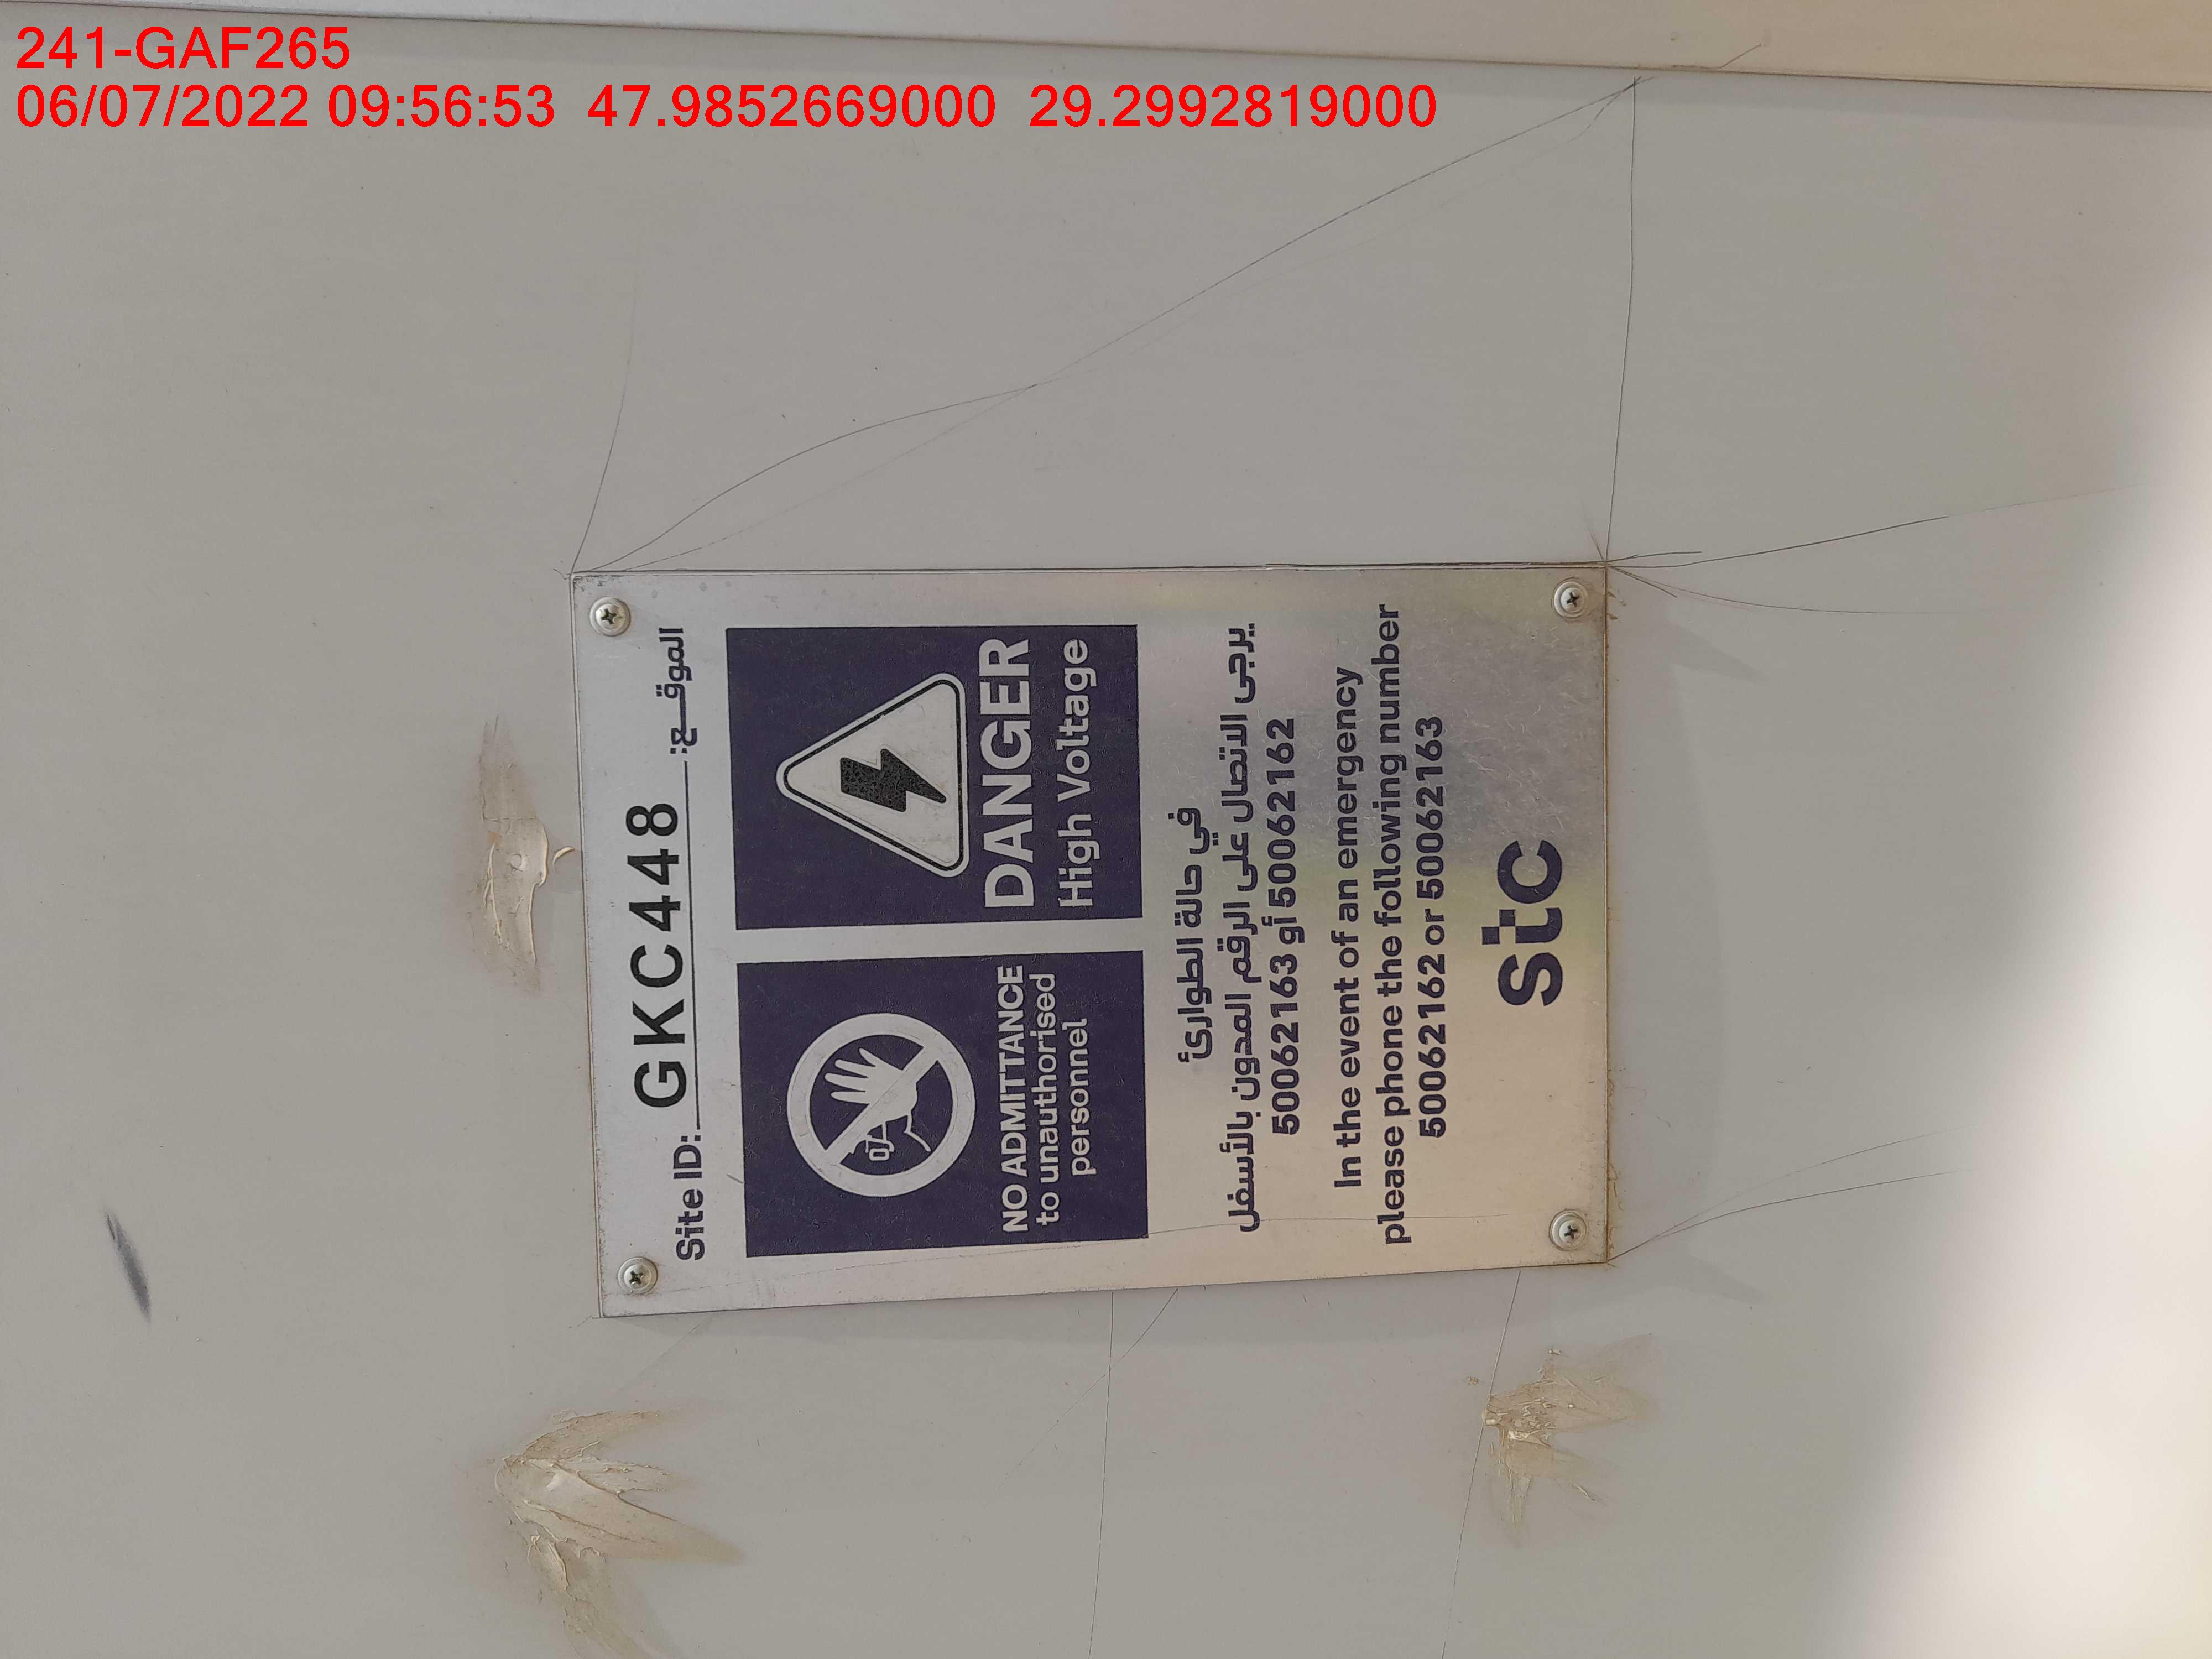 241-GAF265
06/07/2022 09:56:53 47.9852669000 29.2992819000
Site ID: GKC448 الموقـــع:
NO ADMITTANCE
to unauthorised
personnel
DANGER
High Voltage
في حالة الطوارئ
يرجى الاتصال على الرقم المدون بالأسفل
50062163 أو 50062162
In the event of an emergency
please phone the following number
50062162 or 50062163
stc